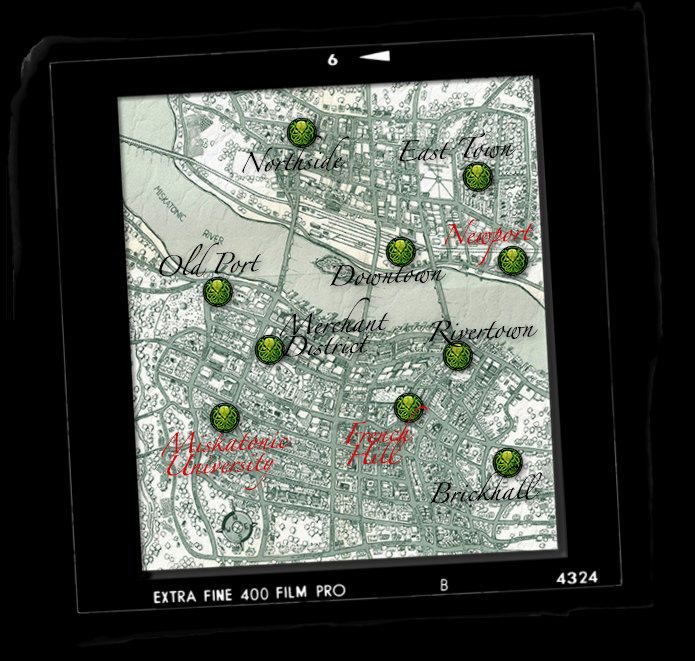 6
Northside
East Town
MISKATONIC
RIVER
Newport
Old Port
Downtown
Merchant
District
Rivertown
Miskatonic
University
French
Hill
Brickhall
EXTRA FINE 400 FILM PRO
B
4324